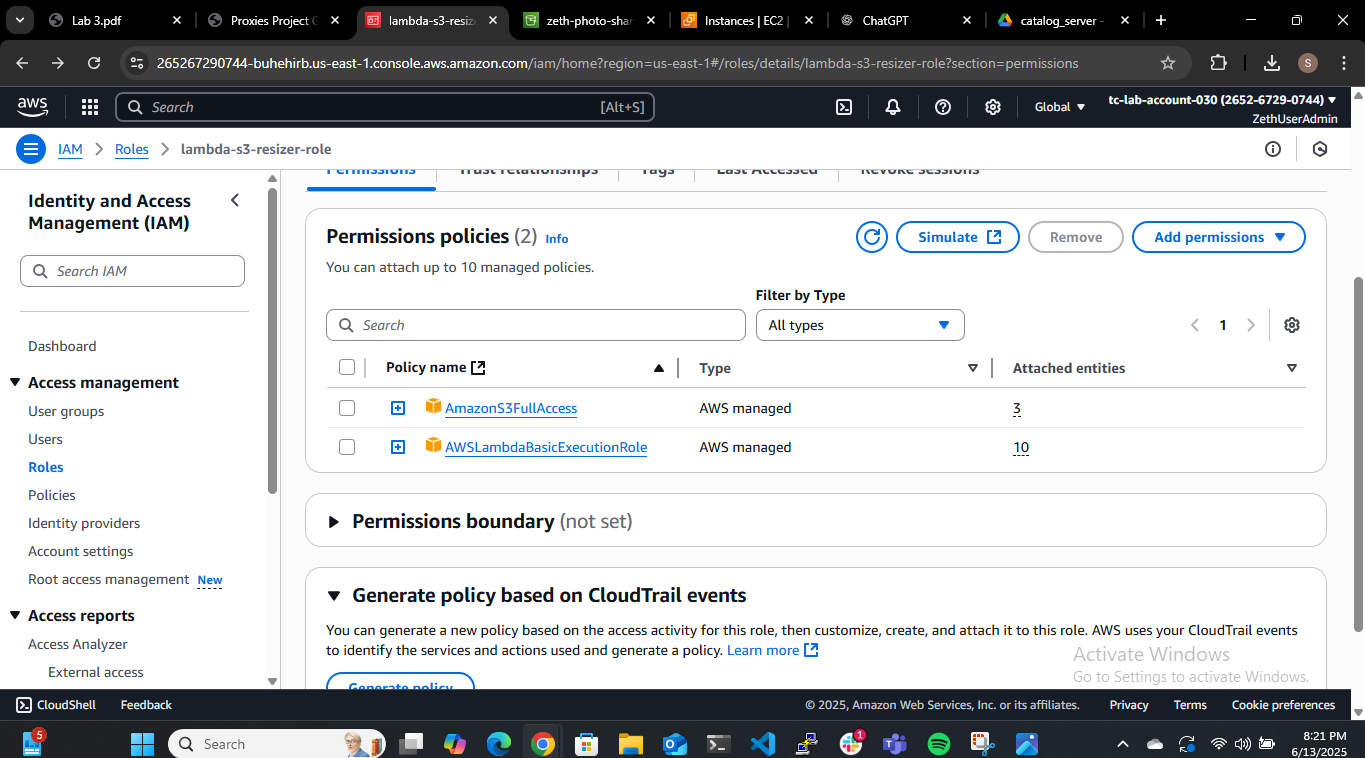 Lab 3.pdf
Proxies Project G
lambda-s3-resize
zeth-photo-shar
Instances | EC2 |
ChatGPT
catalog_server -
265267290744-buhehirb.us-east-1.console.aws.amazon.com/iam/home?region=us-east-1#/roles/details/lambda-s3-resizer-role?section=permissions
S
aws
Search
[Alt+S]
Global
tc-lab-account-030 (2652-6729-0744)
ZethUserAdmin
IAM
Roles
lambda-s3-resizer-role
Identity and Access
Management (IAM)
Search IAM
Dashboard
Access management
User groups
Users
Roles
Policies
Identity providers
Account settings
Root access management New
Access reports
Access Analyzer
External access
Permissions
Trust relationships
Tags
Last Accessed
Revoke sessions
Permissions policies (2) Info
Simulate
Remove
Add permissions
You can attach up to 10 managed policies.
Filter by Type
Search
All types
1
Policy name
Type
Attached entities
AmazonS3FullAccess
AWS managed
3
AWSLambdaBasicExecutionRole
AWS managed
10
Permissions boundary (not set)
Generate policy based on CloudTrail events
You can generate a new policy based on the access activity for this role, then customize, create, and attach it to this role. AWS uses your CloudTrail events
to identify the services and actions used and generate a policy. Learn more
Generate policy
Activate Windows
Go to Settings to activate Windows.
CloudShell
Feedback
© 2025, Amazon Web Services, Inc. or its affiliates.
Privacy
Terms
Cookie preferences
5
Search
1
8:21 PM
6/13/2025